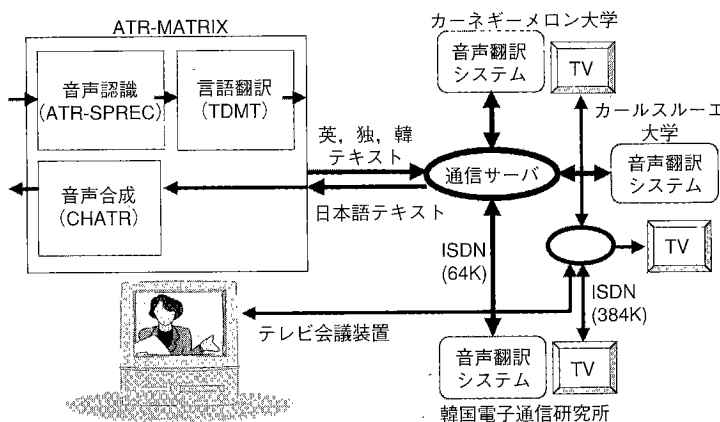 ATR-MATRIX
音声認識
(ATR-SPREC)
言語翻訳
(TDMT)
音声合成
(CHATR)
英，独，韓
テキスト
日本語テキスト
カーネギーメロン大学
音声翻訳
システム
TV
カールスルーエ
大学
音声翻訳
システム
通信サーバ
TV
ISDN
(64K)
ISDN
(384K)
テレビ会議装置
音声翻訳
システム
TV
韓国電子通信研究所